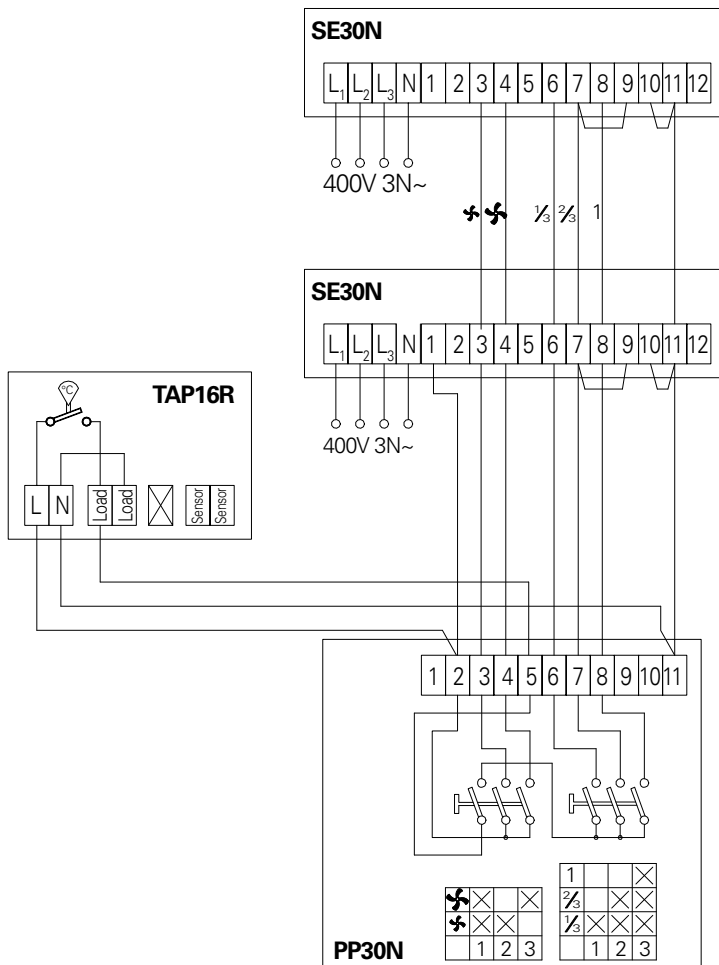 SE30N
L1 L2 L3 N 1 2 3 4 5 6 7 8 9 10 11 12
400V 3N~
⅓ ⅔ 1
SE30N
L1 L2 L3 N 1 2 3 4 5 6 7 8 9 10 11 12
400V 3N~
TAP16R
°C
L N Load Load Sensor Sensor
1 2 3 4 5 6 7 8 9 10 11
1
⅔
⅓
1 2 3
1 2 3
PP30N